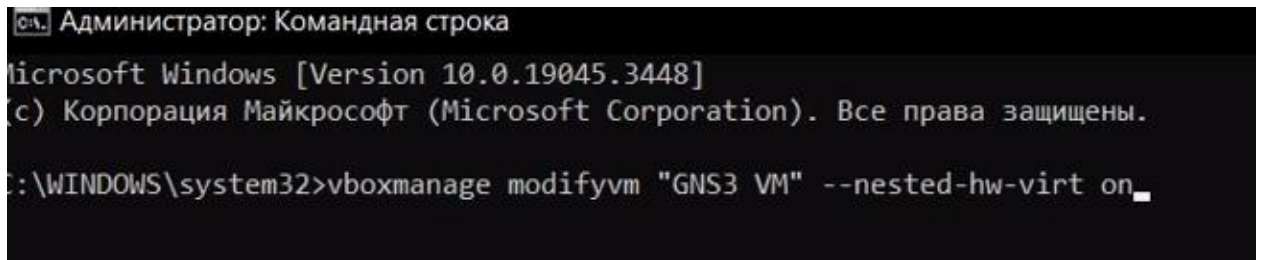 Администратор: Командная строка
Microsoft Windows [Version 10.0.19045.3448]
(c) Корпорация Майкрософт (Microsoft Corporation). Все права защищены.
C:\WINDOWS\system32>vboxmanage modifyvm "GNS3 VM" --nested-hw-virt on